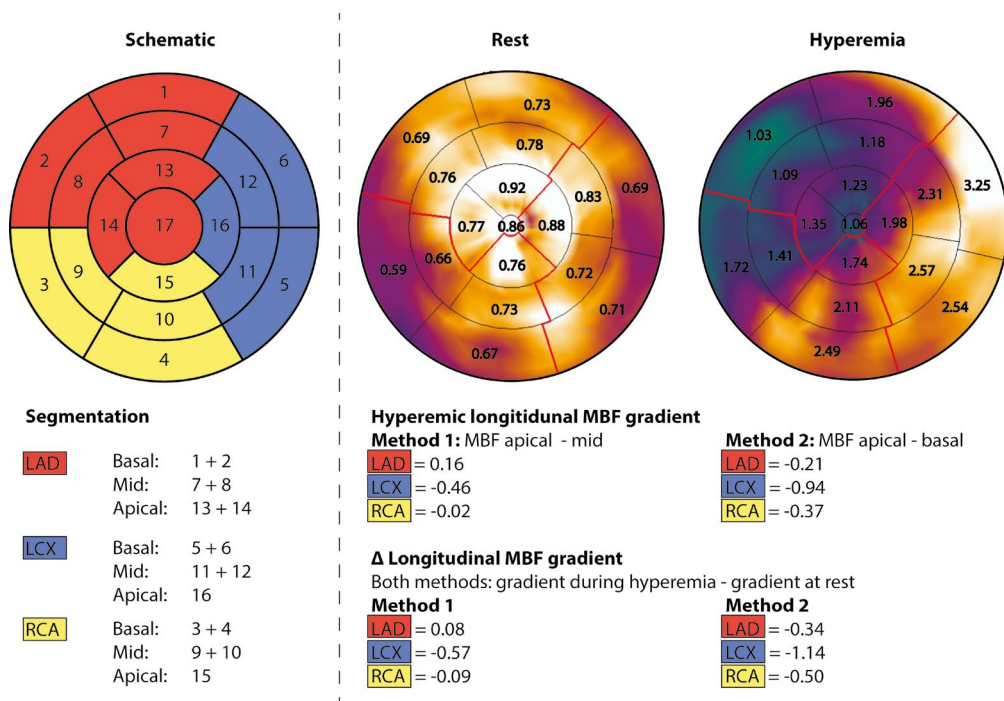 Schematic
1
2
6
7
8
12
13
14
17
16
3
9
15
11
5
10
4
Segmentation
LAD
Basal: 1 + 2
Mid: 7 + 8
Apical: 13 + 14
LCX
Basal: 5 + 6
Mid: 11 + 12
Apical: 16
RCA
Basal: 3 + 4
Mid: 9 + 10
Apical: 15
Rest
0.73
0.69
0.78
0.76
0.83
0.69
0.92
0.77
0.86
0.88
0.66
0.59
0.76
0.72
0.73
0.71
0.67
Hyperemia
1.96
1.03
1.18
1.09
2.31
3.25
1.23
1.35
1.06
1.98
1.72
1.41
1.74
2.57
2.11
2.54
2.49
Hyperemic longitidunal MBF gradient
Method 1: MBF apical - mid
LAD = 0.16
LCX = -0.46
RCA = -0.02
Method 2: MBF apical - basal
LAD = -0.21
LCX = -0.94
RCA = -0.37
Δ Longitudinal MBF gradient
Both methods: gradient during hyperemia - gradient at rest
Method 1
LAD = 0.08
LCX = -0.57
RCA = -0.09
Method 2
LAD = -0.34
LCX = -1.14
RCA = -0.50